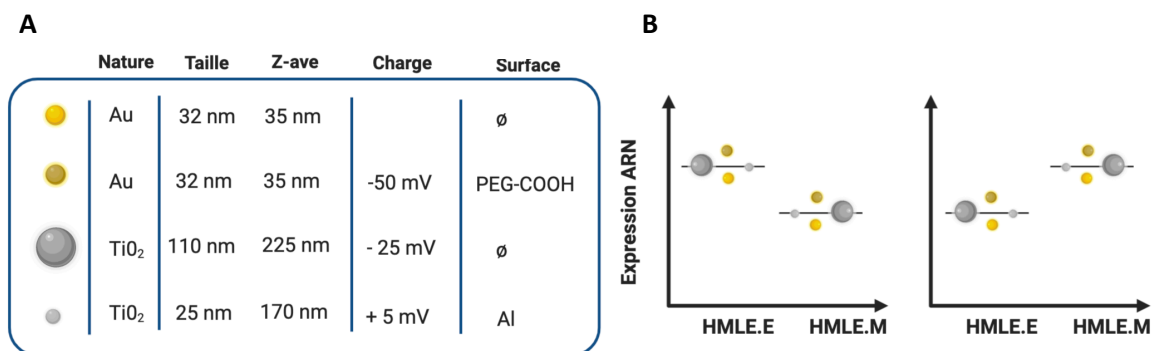 A
B
Nature Taille Z-ave Charge Surface
Au 32 nm 35 nm ø
Au 32 nm 35 nm -50 mV PEG-COOH
Ti0₂ 110 nm 225 nm - 25 mV ø
Ti0₂ 25 nm 170 nm + 5 mV Al
Expression ARN
HMLE.E HMLE.M
HMLE.E HMLE.M